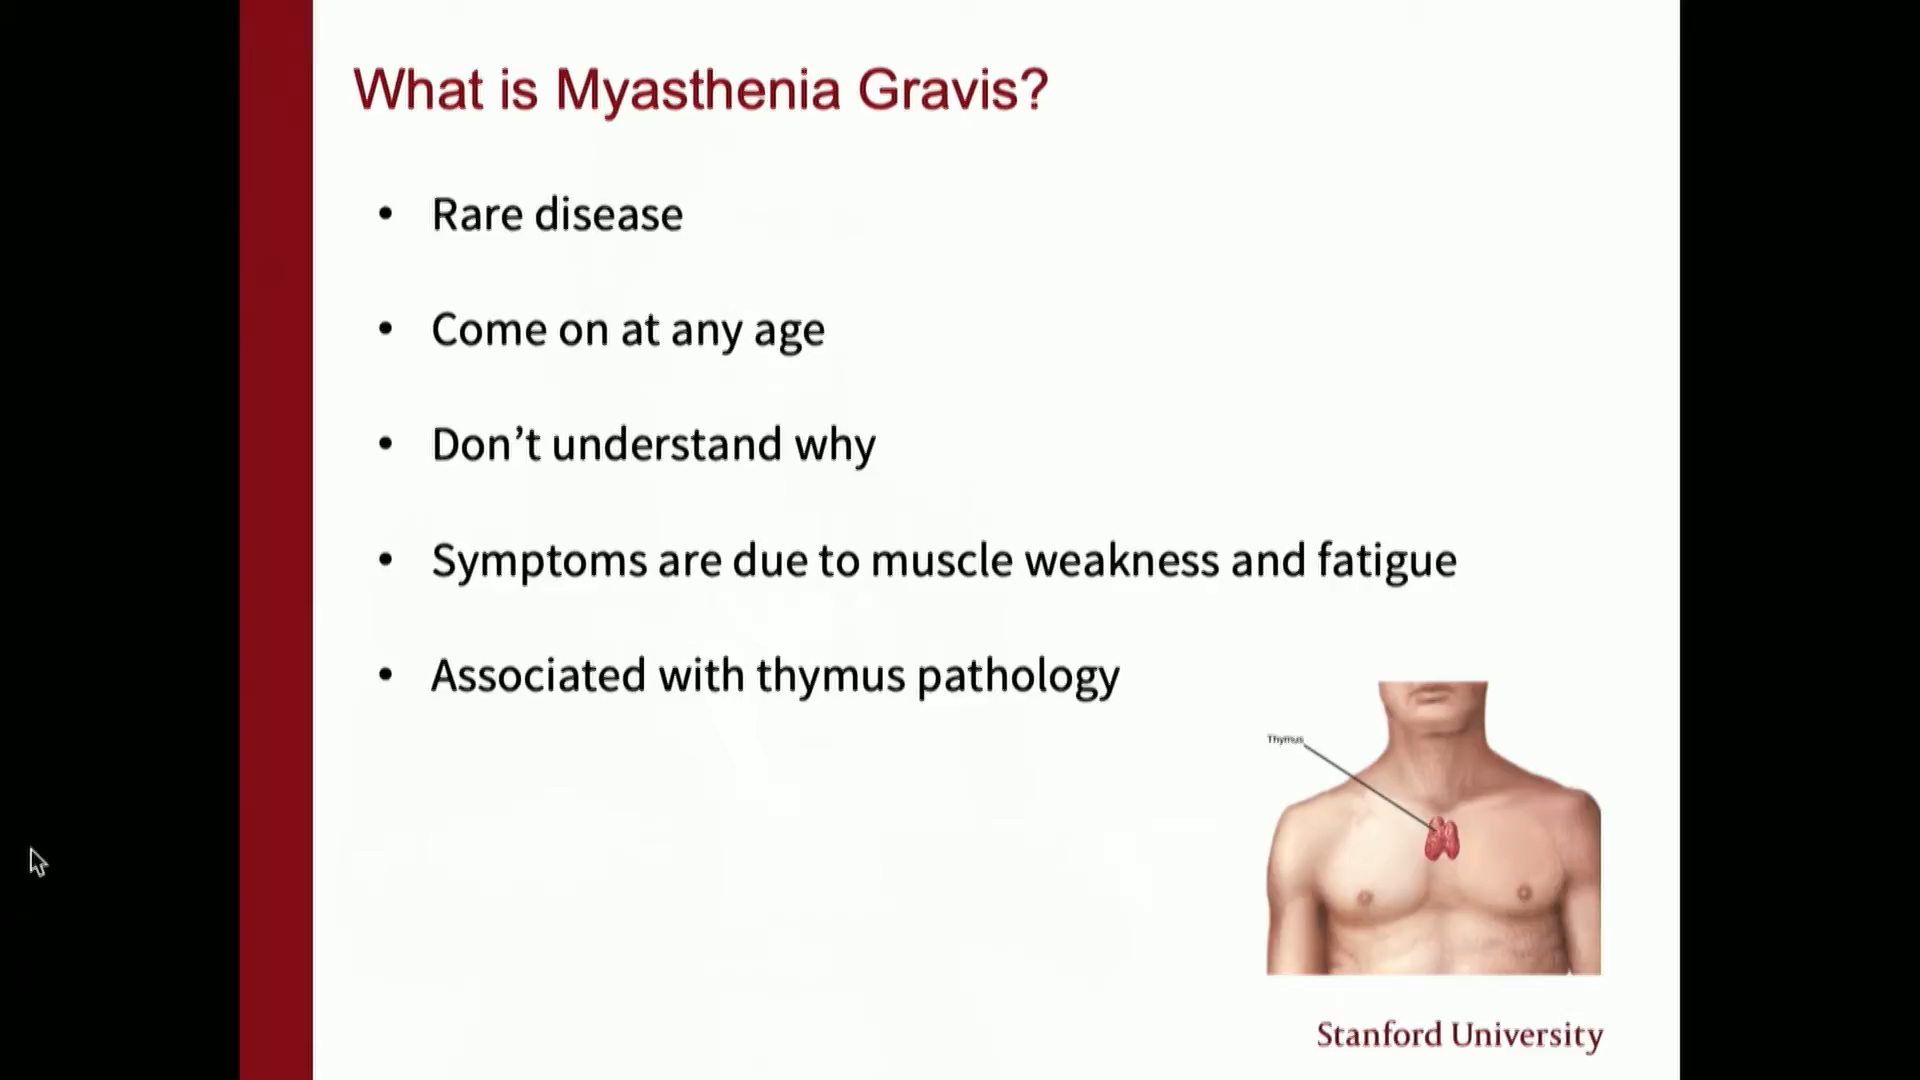 What is Myasthenia Gravis?
• Rare disease
• Come on at any age
• Don’t understand why
• Symptoms are due to muscle weakness and fatigue
• Associated with thymus pathology
Thymus
Stanford University